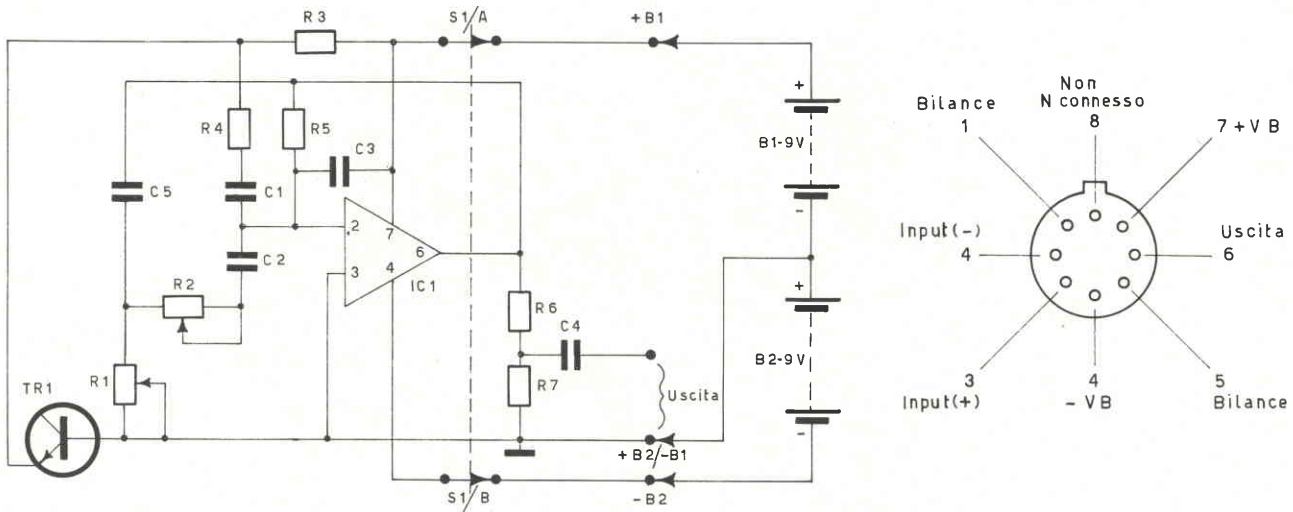 R3
S1/A
+B1
R4
R5
C3
C5
C1
2
7
6
C2
3
4
IC1
R2
R6
C4
TR1
R1
R7
Uscita
+B2/-B1
S1/B
-B2
+
B1-9V
-
+
B2-9V
-
Non
N connesso
8
Bilance
1
7 +VB
Input(-)
4
Uscita
6
3
Input(+)
4
-VB
5
Bilance